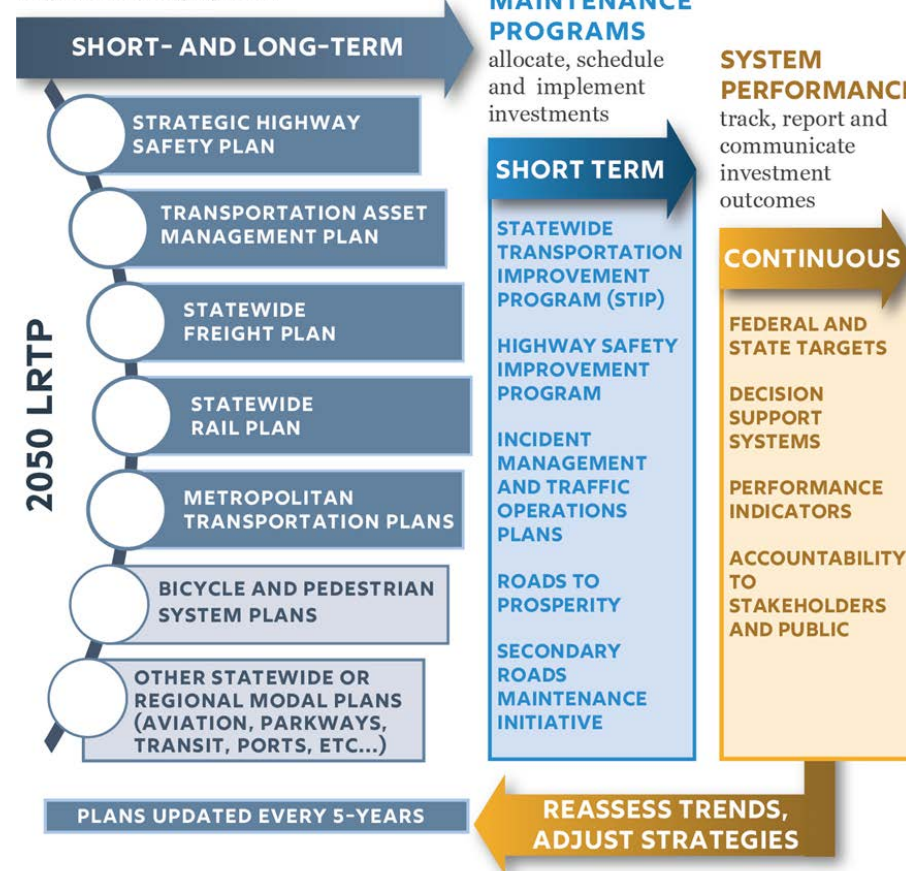 SHORT- AND LONG-TERM
STRATEGIC HIGHWAY
SAFETY PLAN
TRANSPORTATION ASSET
MANAGEMENT PLAN
STATEWIDE
FREIGHT PLAN
STATEWIDE
RAIL PLAN
METROPOLITAN
TRANSPORTATION PLANS
BICYCLE AND PEDESTRIAN
SYSTEM PLANS
OTHER STATEWIDE OR
REGIONAL MODAL PLANS
(AVIATION, PARKWAYS,
TRANSIT, PORTS, ETC...)
2050 LRTP
PLANS UPDATED EVERY 5-YEARS
MAINTENANCE
PROGRAMS
allocate, schedule
and implement
investments
SHORT TERM
STATEWIDE
TRANSPORTATION
IMPROVEMENT
PROGRAM (STIP)
HIGHWAY SAFETY
IMPROVEMENT
PROGRAM
INCIDENT
MANAGEMENT
AND TRAFFIC
OPERATIONS
PLANS
ROADS TO
PROSPERITY
SECONDARY
ROADS
MAINTENANCE
INITIATIVE
SYSTEM
PERFORMANCE
track, report and
communicate
investment
outcomes
CONTINUOUS
FEDERAL AND
STATE TARGETS
DECISION
SUPPORT
SYSTEMS
PERFORMANCE
INDICATORS
ACCOUNTABILITY
TO
STAKEHOLDERS
AND PUBLIC
REASSESS TRENDS,
ADJUST STRATEGIES